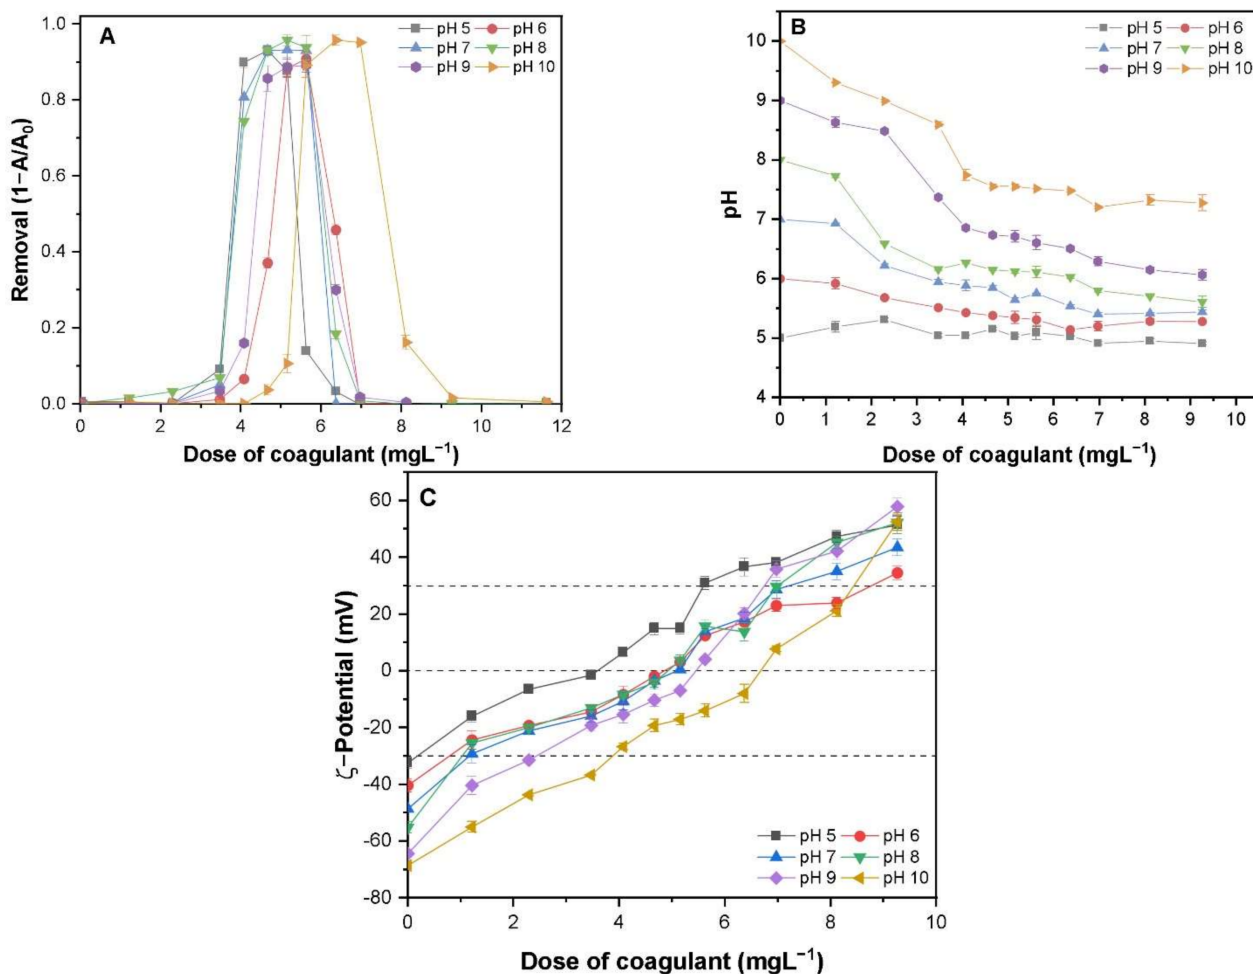 A
pH 5 pH 6
pH 7 pH 8
pH 9 pH 10
Removal (1−A/A0)
1.0
0.8
0.6
0.4
0.2
0.0
0 2 4 6 8 10 12
Dose of coagulant (mgL−1)
B
pH 5 pH 6
pH 7 pH 8
pH 9 pH 10
pH
10
9
8
7
6
5
4
0 1 2 3 4 5 6 7 8 9 10
Dose of coagulant (mgL−1)
C
ζ−Potential (mV)
60
40
20
0
-20
-40
-60
-80
pH 5 pH 6
pH 7 pH 8
pH 9 pH 10
0 2 4 6 8 10
Dose of coagulant (mgL−1)